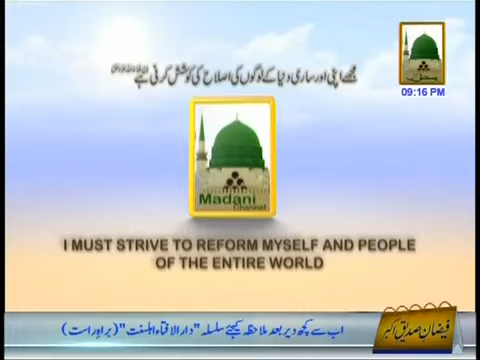 مجھے اپنی اور ساری دنیا کے لوگوں کی اصلاح کی کوشش کرنی ہے
09:16 PM
Madani
Channel
I MUST STRIVE TO REFORM MYSELF AND PEOPLE
OF THE ENTIRE WORLD
فیضانِ صدیق اکبر
اب سے کچھ دیر بعد ملاحظہ کیجئے سلسلہ "دار الافتاء اہلسنت" (براہِ راست)